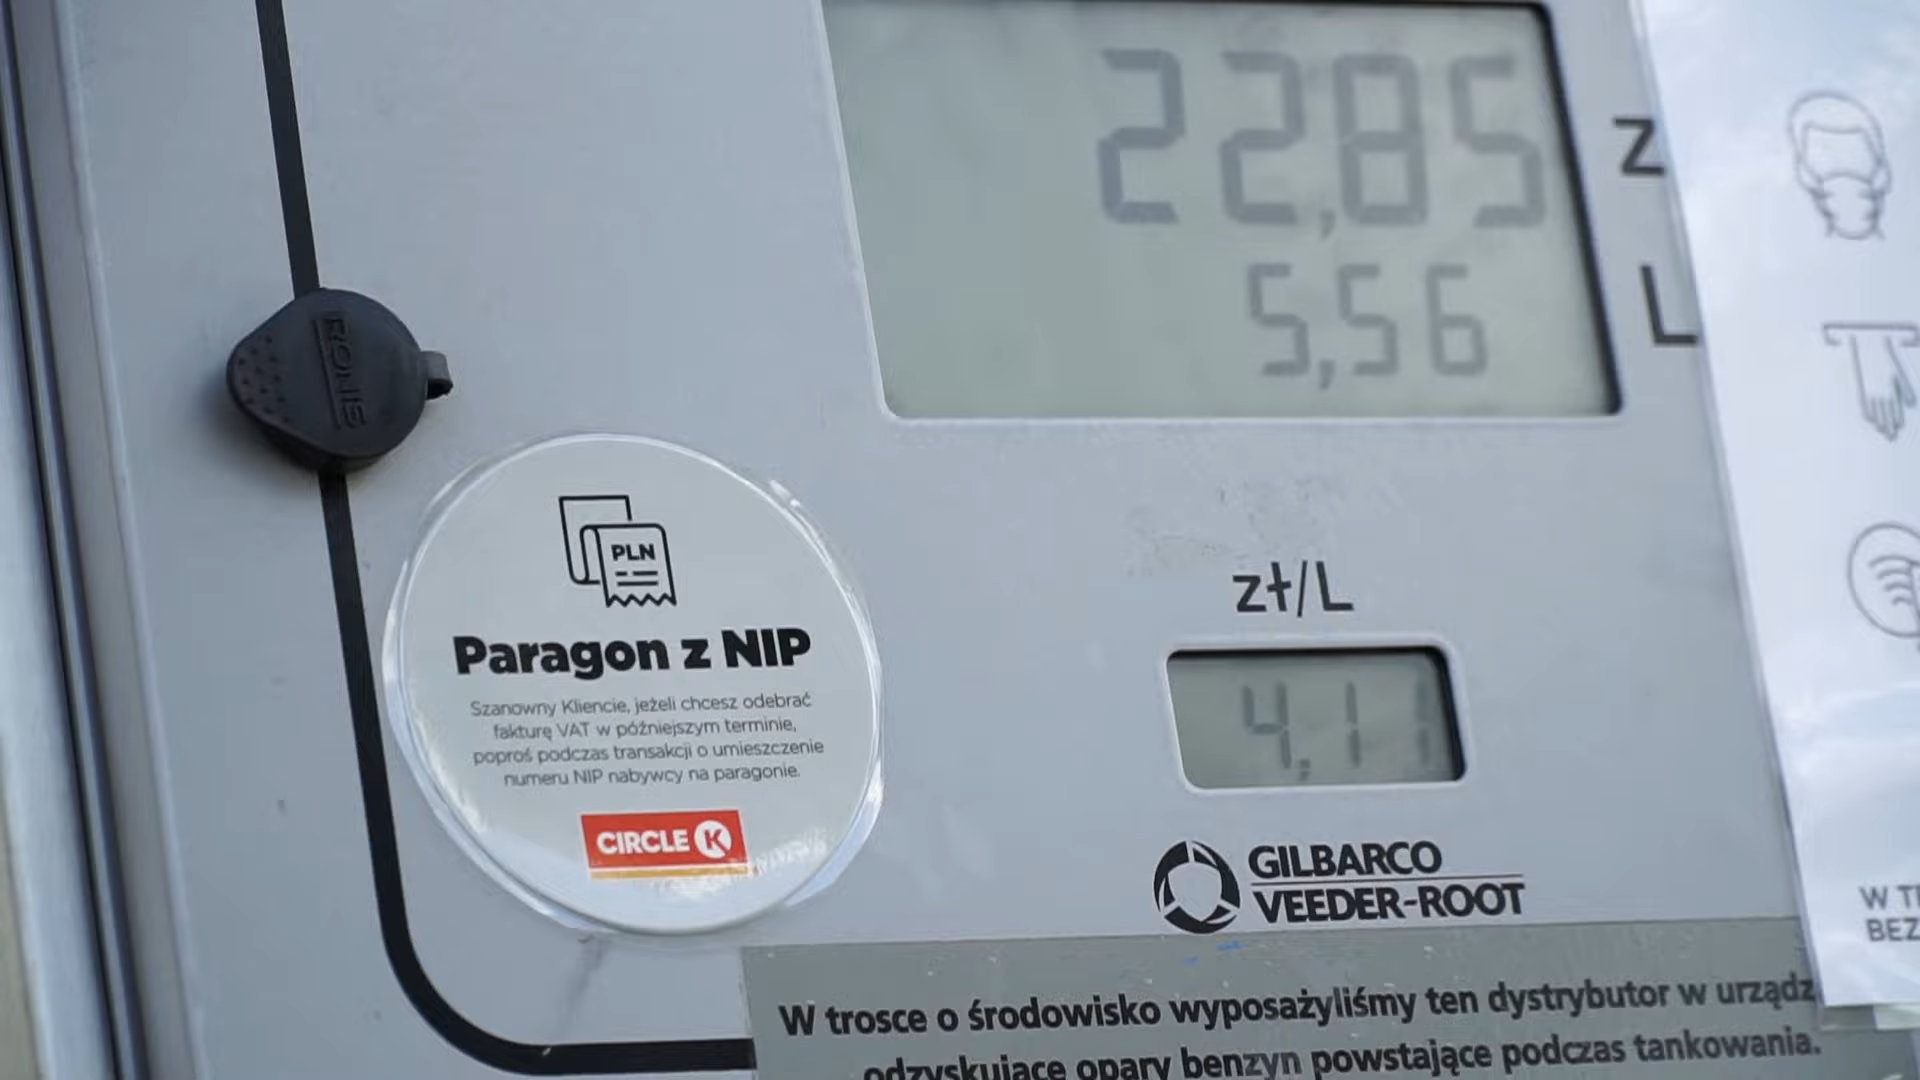 22,85
Z
5,56
L
RONIS
PLN
Paragon z NIP
Szanowny Kliencie, jeżeli chcesz odebrać
fakturę VAT w późniejszym terminie,
poproś podczas transakcji o umieszczenie
numeru NIP nabywcy na paragonie.
CIRCLE K
zł/L
4,11
GILBARCO
VEEDER-ROOT
W trosce o środowisko wyposażyliśmy ten dystrybutor w urządz
odzyskujące opary benzyn powstające podczas tankowania.
W
BEZ